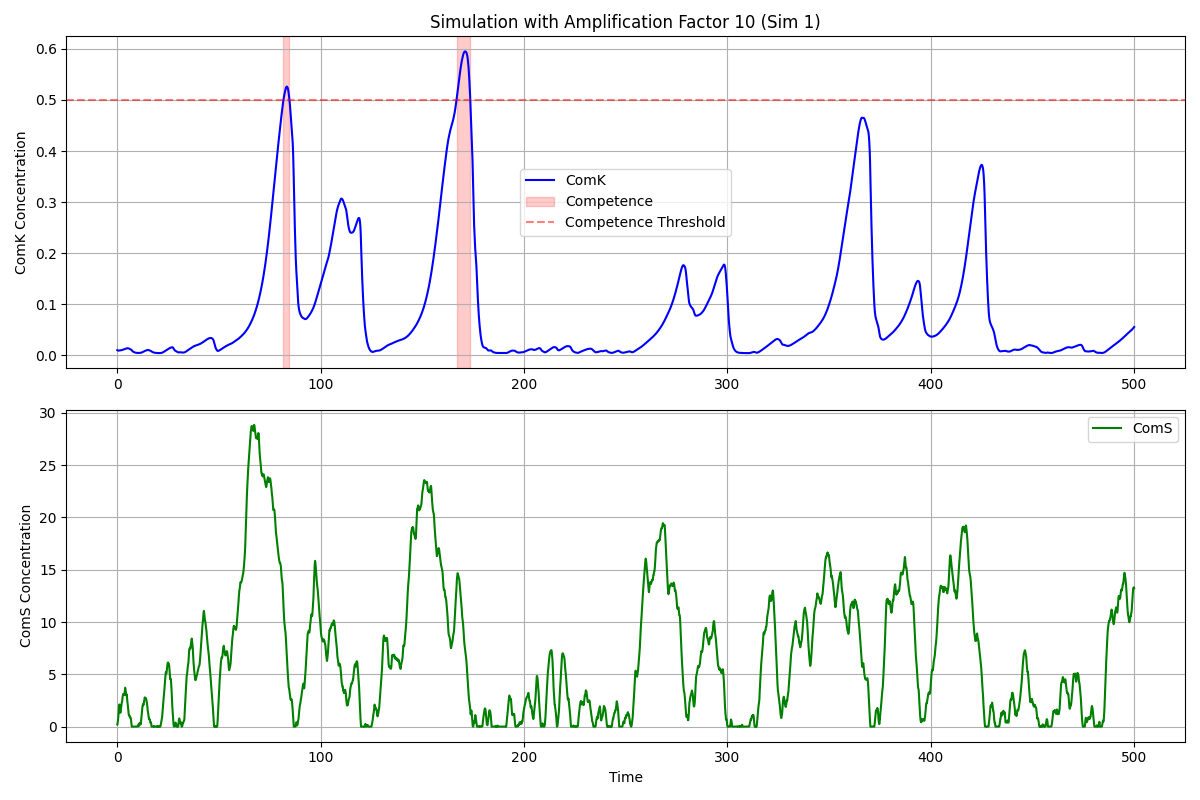 Simulation with Amplification Factor 10 (Sim 1)
ComK Concentration
0.6
0.5
0.4
0.3
0.2
0.1
0.0
ComK
Competence
Competence Threshold
0 100 200 300 400 500
ComS Concentration
30
25
20
15
10
5
0
ComS
0 100 200 300 400 500
Time